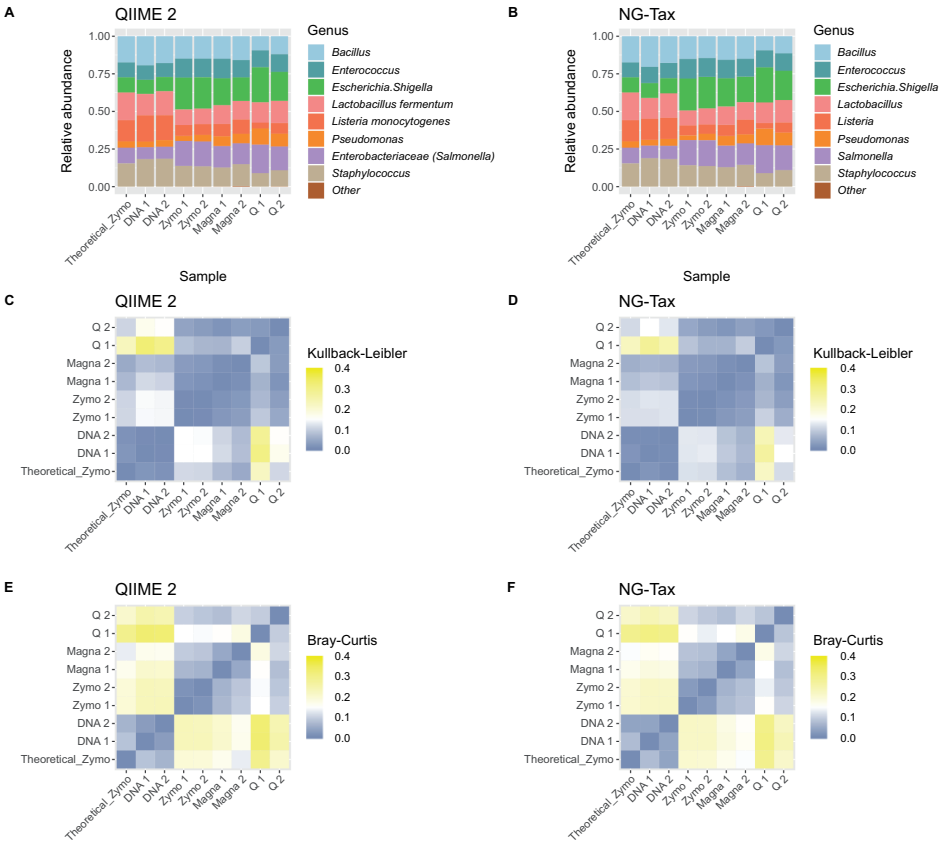 A
QIIME 2
Relative abundance
1.00
0.75
0.50
0.25
0.00
Theoretical_Zymo
DNA 1
DNA 2
Zymo 1
Zymo 2
Magna 1
Magna 2
Q 1
Q 2
Sample
Genus
Bacillus
Enterococcus
Escherichia.Shigella
Lactobacillus fermentum
Listeria monocytogenes
Pseudomonas
Enterobacteriaceae (Salmonella)
Staphylococcus
Other
B
NG-Tax
Relative abundance
1.00
0.75
0.50
0.25
0.00
Theoretical_Zymo
DNA 1
DNA 2
Zymo 1
Zymo 2
Magna 1
Magna 2
Q 1
Q 2
Sample
Genus
Bacillus
Enterococcus
Escherichia.Shigella
Lactobacillus
Listeria
Pseudomonas
Salmonella
Staphylococcus
Other
C
QIIME 2
Q 2
Q 1
Magna 2
Magna 1
Zymo 2
Zymo 1
DNA 2
DNA 1
Theoretical_Zymo
Theoretical_Zymo
DNA 1
DNA 2
Zymo 1
Zymo 2
Magna 1
Magna 2
Q 1
Q 2
Kullback-Leibler
0.4
0.3
0.2
0.1
0.0
D
NG-Tax
Q 2
Q 1
Magna 2
Magna 1
Zymo 2
Zymo 1
DNA 2
DNA 1
Theoretical_Zymo
Theoretical_Zymo
DNA 1
DNA 2
Zymo 1
Zymo 2
Magna 1
Magna 2
Q 1
Q 2
Kullback-Leibler
0.4
0.3
0.2
0.1
0.0
E
QIIME 2
Q 2
Q 1
Magna 2
Magna 1
Zymo 2
Zymo 1
DNA 2
DNA 1
Theoretical_Zymo
Theoretical_Zymo
DNA 1
DNA 2
Zymo 1
Zymo 2
Magna 1
Magna 2
Q 1
Q 2
Bray-Curtis
0.4
0.3
0.2
0.1
0.0
F
NG-Tax
Q 2
Q 1
Magna 2
Magna 1
Zymo 2
Zymo 1
DNA 2
DNA 1
Theoretical_Zymo
Theoretical_Zymo
DNA 1
DNA 2
Zymo 1
Zymo 2
Magna 1
Magna 2
Q 1
Q 2
Bray-Curtis
0.4
0.3
0.2
0.1
0.0